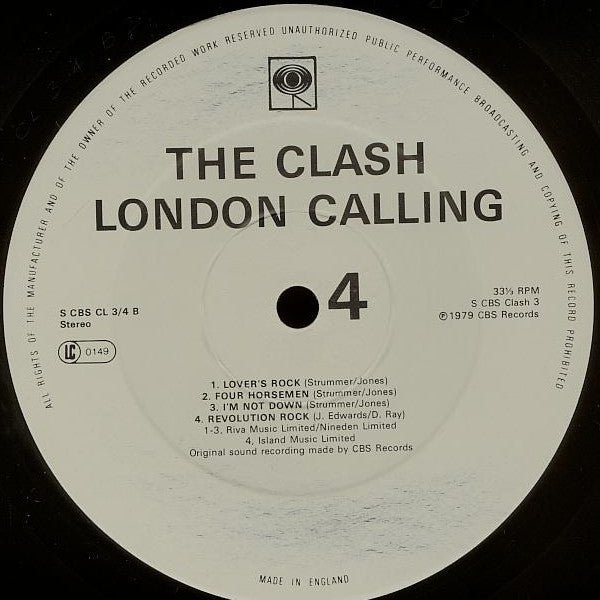 ALL RIGHTS OF THE MANUFACTURER AND OF THE OWNER OF THE RECORDED WORK RESERVED UNAUTHORIZED PUBLIC PERFORMANCE BROADCASTING AND COPYING OF THIS RECORD PROHIBITED
THE CLASH
LONDON CALLING
4
S CBS CL 3/4 B
Stereo
LC 0149
33⅓ RPM
S CBS Clash 3
℗1979 CBS Records
1. LOVER'S ROCK (Strummer/Jones)
2. FOUR HORSEMEN (Strummer/Jones)
3. I'M NOT DOWN (Strummer/Jones)
4. REVOLUTION ROCK (J. Edwards/D. Ray)
1-3, Riva Music Limited/Nineden Limited
4, Island Music Limited
Original sound recording made by CBS Records
MADE IN ENGLAND